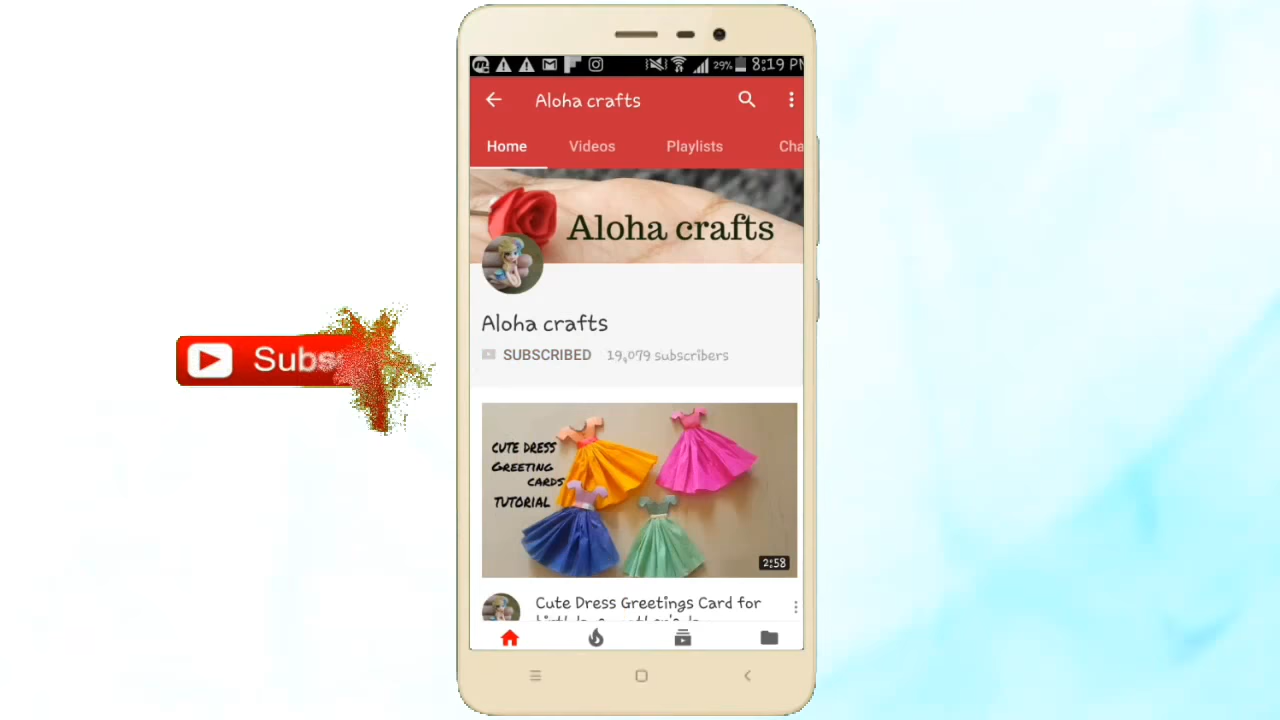 29% 8:19 PM
Aloha crafts
Home Videos Playlists Cha
Aloha crafts
Aloha crafts
SUBSCRIBED 19,079 subscribers
Subs
CUTE DRESS
GREETING
CARDS
TUTORIAL
2:58
Cute Dress Greetings Card for